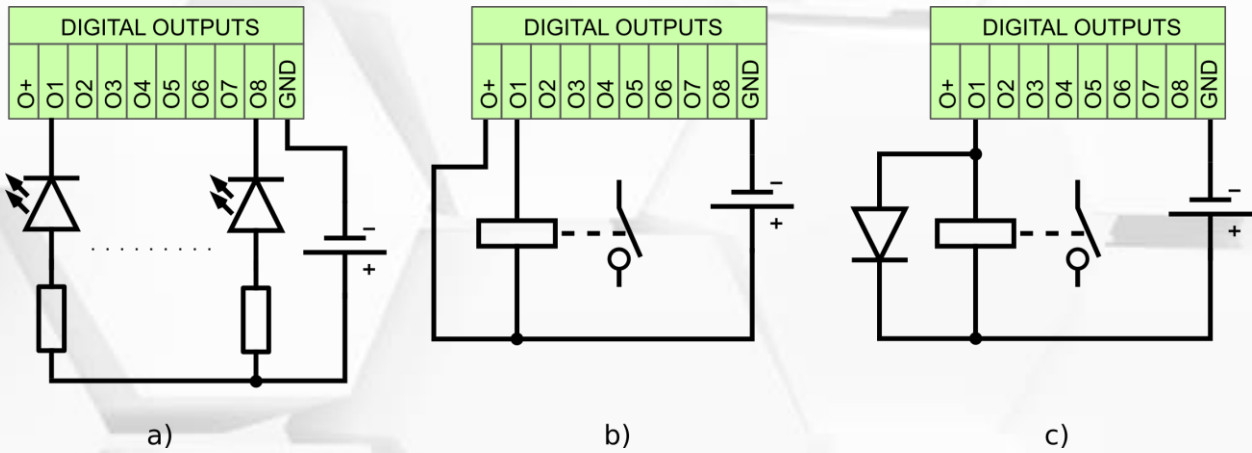 DIGITAL OUTPUTS
O+ O1 O2 O3 O4 O5 O6 O7 O8 GND
−
+
a)
DIGITAL OUTPUTS
O+ O1 O2 O3 O4 O5 O6 O7 O8 GND
−
+
b)
DIGITAL OUTPUTS
O+ O1 O2 O3 O4 O5 O6 O7 O8 GND
−
+
c)